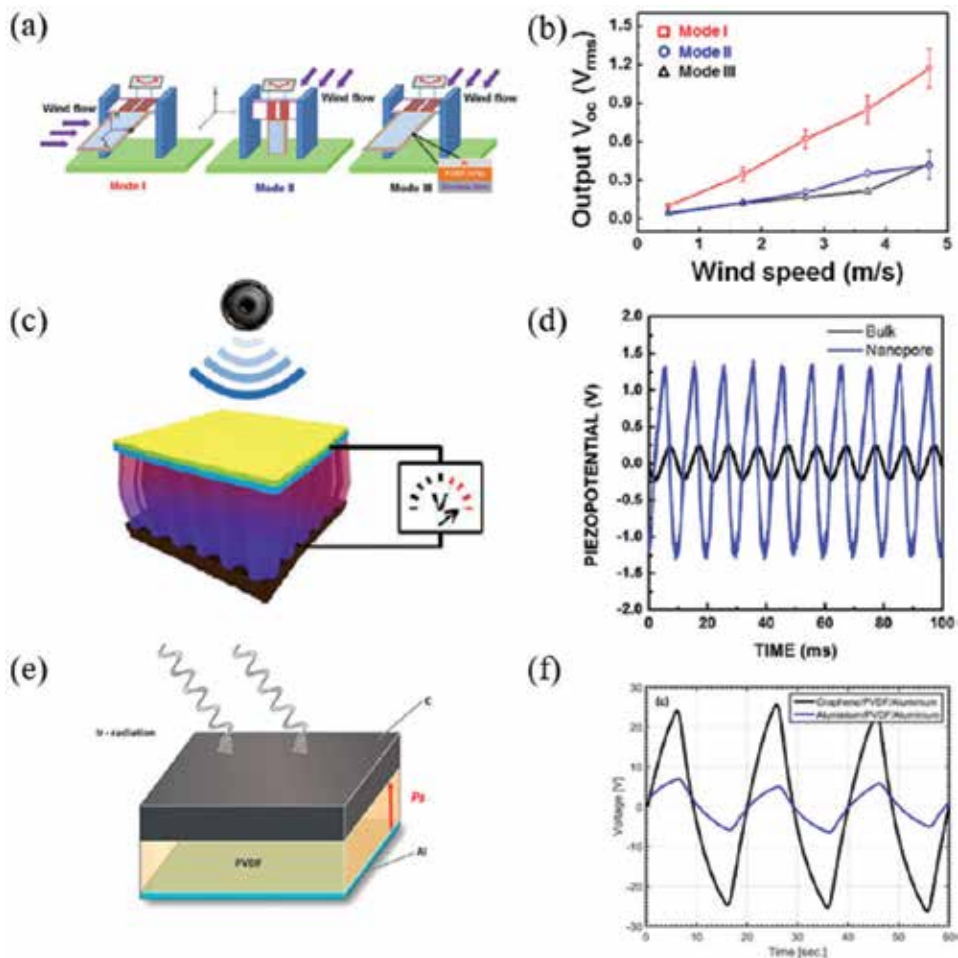 (a)
Wind flow
Wind flow
Wind flow
Mode I
Mode II
Mode III
(b)
Output Voc (Vrms)
1.5
1.2
0.9
0.6
0.3
0.0
Mode I
Mode II
Mode III
0
1
2
3
4
5
Wind speed (m/s)
(c)
V
(d)
PIEZOPOTENTIAL (V)
2.0
1.5
1.0
0.5
0.0
-0.5
-1.0
-1.5
-2.0
Bulk
Nanopore
0
20
40
60
80
100
TIME (ms)
(e)
Ir - radiation
C
Ps
PVDF
Al
(f)
Voltage [V]
30
20
10
0
-10
-20
-30
Graphene/PVDF/Aluminum
Aluminium/PVDF/Aluminum
0
10
20
30
40
50
60
Time [sec.]